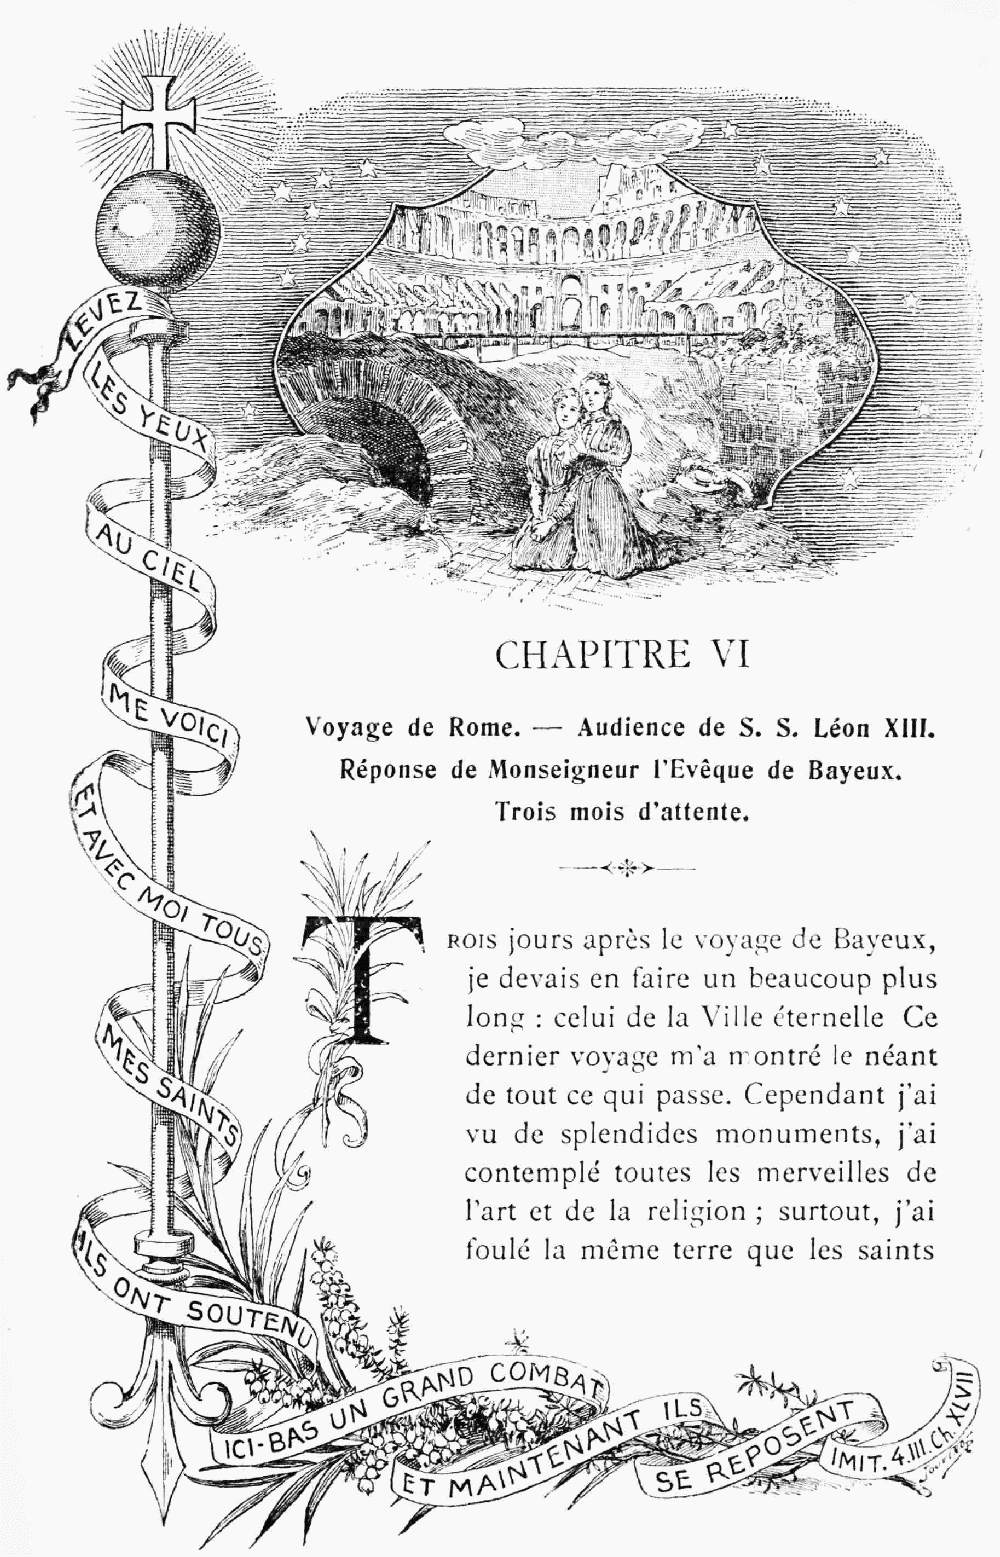 LEVEZ
LES YEUX
AU CIEL
ME VOICI
ET AVEC MOI TOUS
MES SAINTS
ILS ONT SOUTENU
ICI-BAS UN GRAND COMBAT
ET MAINTENANT ILS
SE REPOSENT
IMIT. 4.III.Ch.XLVII
CHAPITRE VI
Voyage de Rome. — Audience de S. S. Léon XIII.
Réponse de Monseigneur l'Evêque de Bayeux.
Trois mois d'attente.
TROIS jours après le voyage de Bayeux,
je devais en faire un beaucoup plus
long : celui de la Ville éternelle Ce
dernier voyage m'a montré le néant
de tout ce qui passe. Cependant j'ai
vu de splendides monuments, j'ai
contemplé toutes les merveilles de
l'art et de la religion ; surtout, j'ai
foulé la même terre que les saints